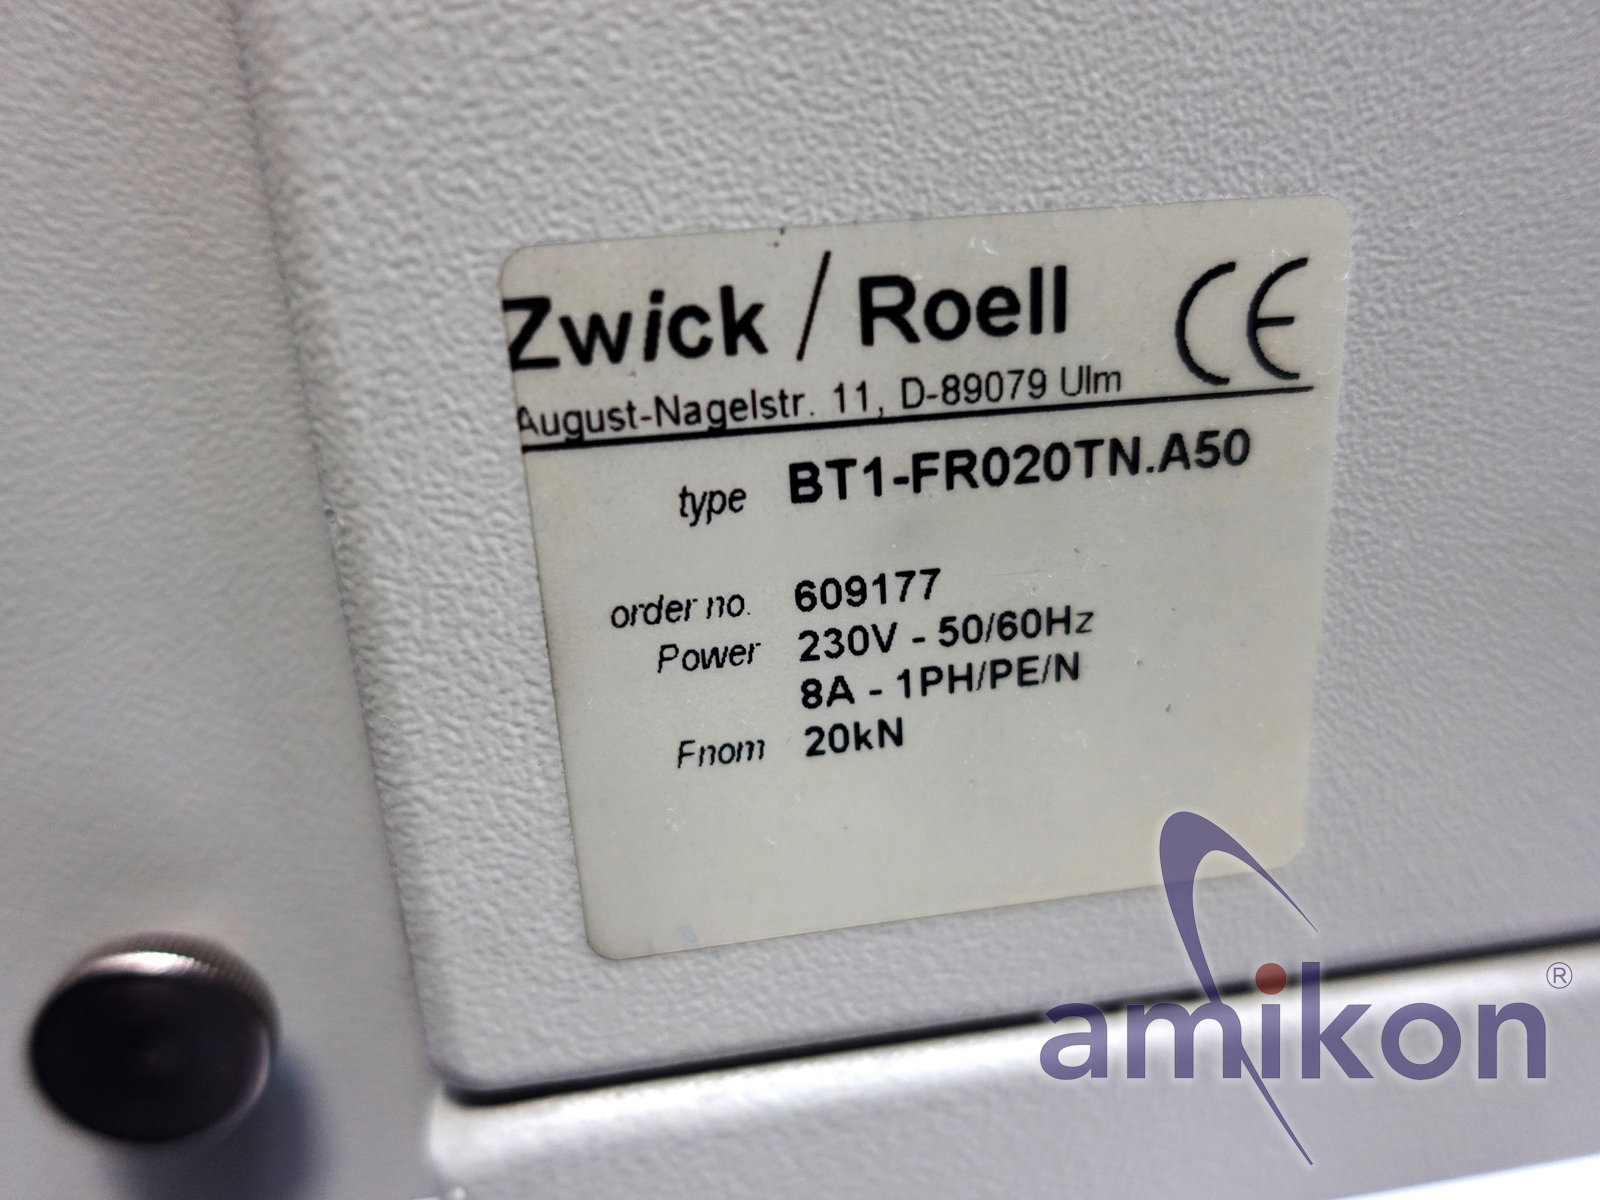 Zwick / Roell CE
August-Nagelstr. 11, D-89079 Ulm
type BT1-FR020TN.A50
order no. 609177
Power 230V - 50/60Hz
8A - 1PH/PE/N
Fnom 20kN
amikon®